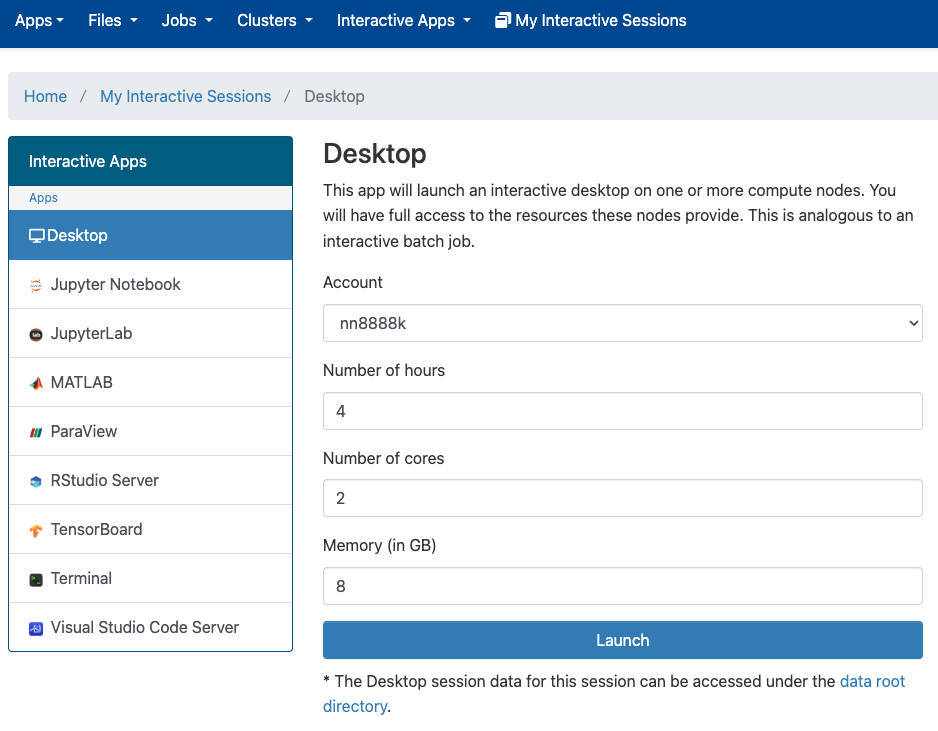 Apps Files Jobs Clusters Interactive Apps My Interactive Sessions
Home / My Interactive Sessions / Desktop
Interactive Apps
Apps
Desktop
Jupyter Notebook
JupyterLab
MATLAB
ParaView
RStudio Server
TensorBoard
Terminal
Visual Studio Code Server
Desktop
This app will launch an interactive desktop on one or more compute nodes. You
will have full access to the resources these nodes provide. This is analogous to an
interactive batch job.
Account
nn8888k
Number of hours
4
Number of cores
2
Memory (in GB)
8
Launch
* The Desktop session data for this session can be accessed under the data root
directory.